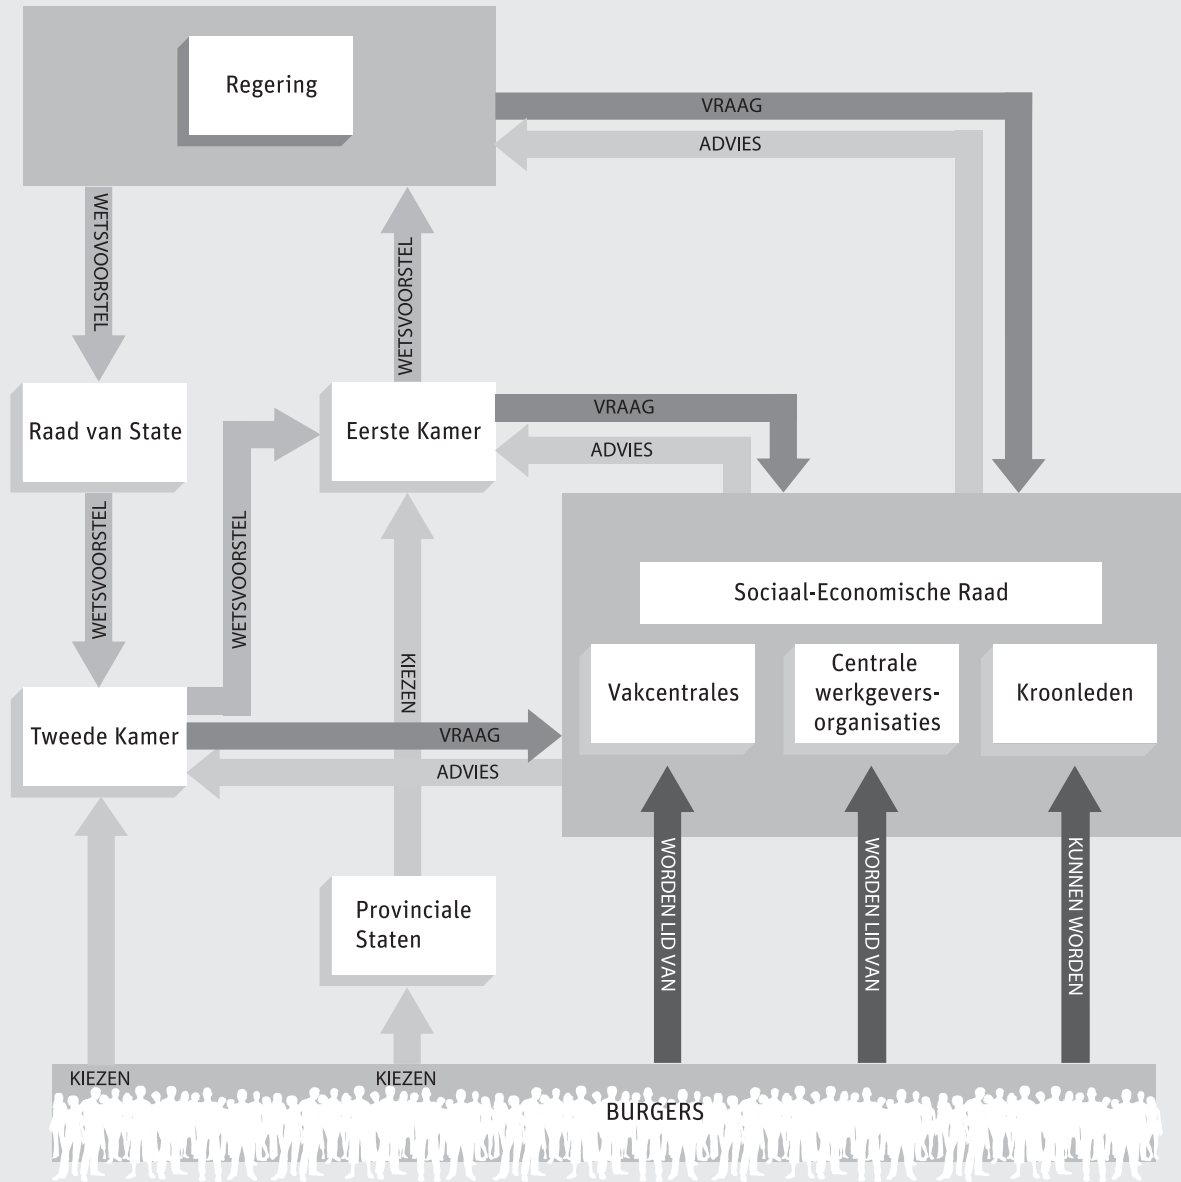 Regering
VRAAG
ADVIES
WETSVOORSTEL
WETSVOORSTEL
Raad van State
Eerste Kamer
VRAAG
ADVIES
WETSVOORSTEL
WETSVOORSTEL
Sociaal-Economische Raad
KIEZEN
Vakcentrales
Centrale
werkgevers-
organisaties
Kroonleden
Tweede Kamer
VRAAG
ADVIES
Provinciale
Staten
WORDEN LID VAN
WORDEN LID VAN
KUNNEN WORDEN
KIEZEN
KIEZEN
BURGERS